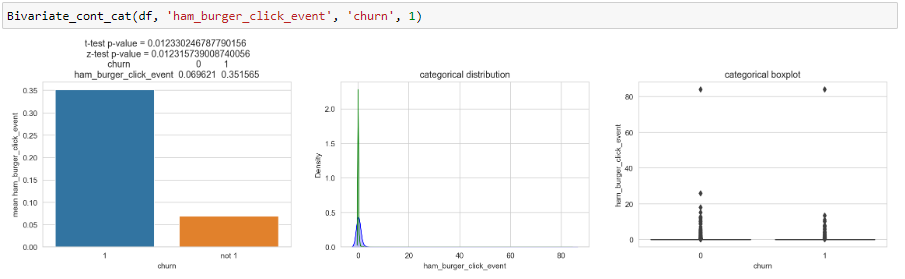 Bivariate_cont_cat(df, 'ham_burger_click_event', 'churn', 1)
t-test p-value = 0.012330246787790156
z-test p-value = 0.012315739008740056
churn 0 1
ham_burger_click_event 0.069621 0.351565
mean ham_burger_click_event
0.35
0.30
0.25
0.20
0.15
0.10
0.05
0.00
1 not 1
churn
categorical distribution
Density
2.0
1.5
1.0
0.5
0.0
0 20 40 60 80
ham_burger_click_event
categorical boxplot
ham_burger_click_event
80
60
40
20
0
0 1
churn